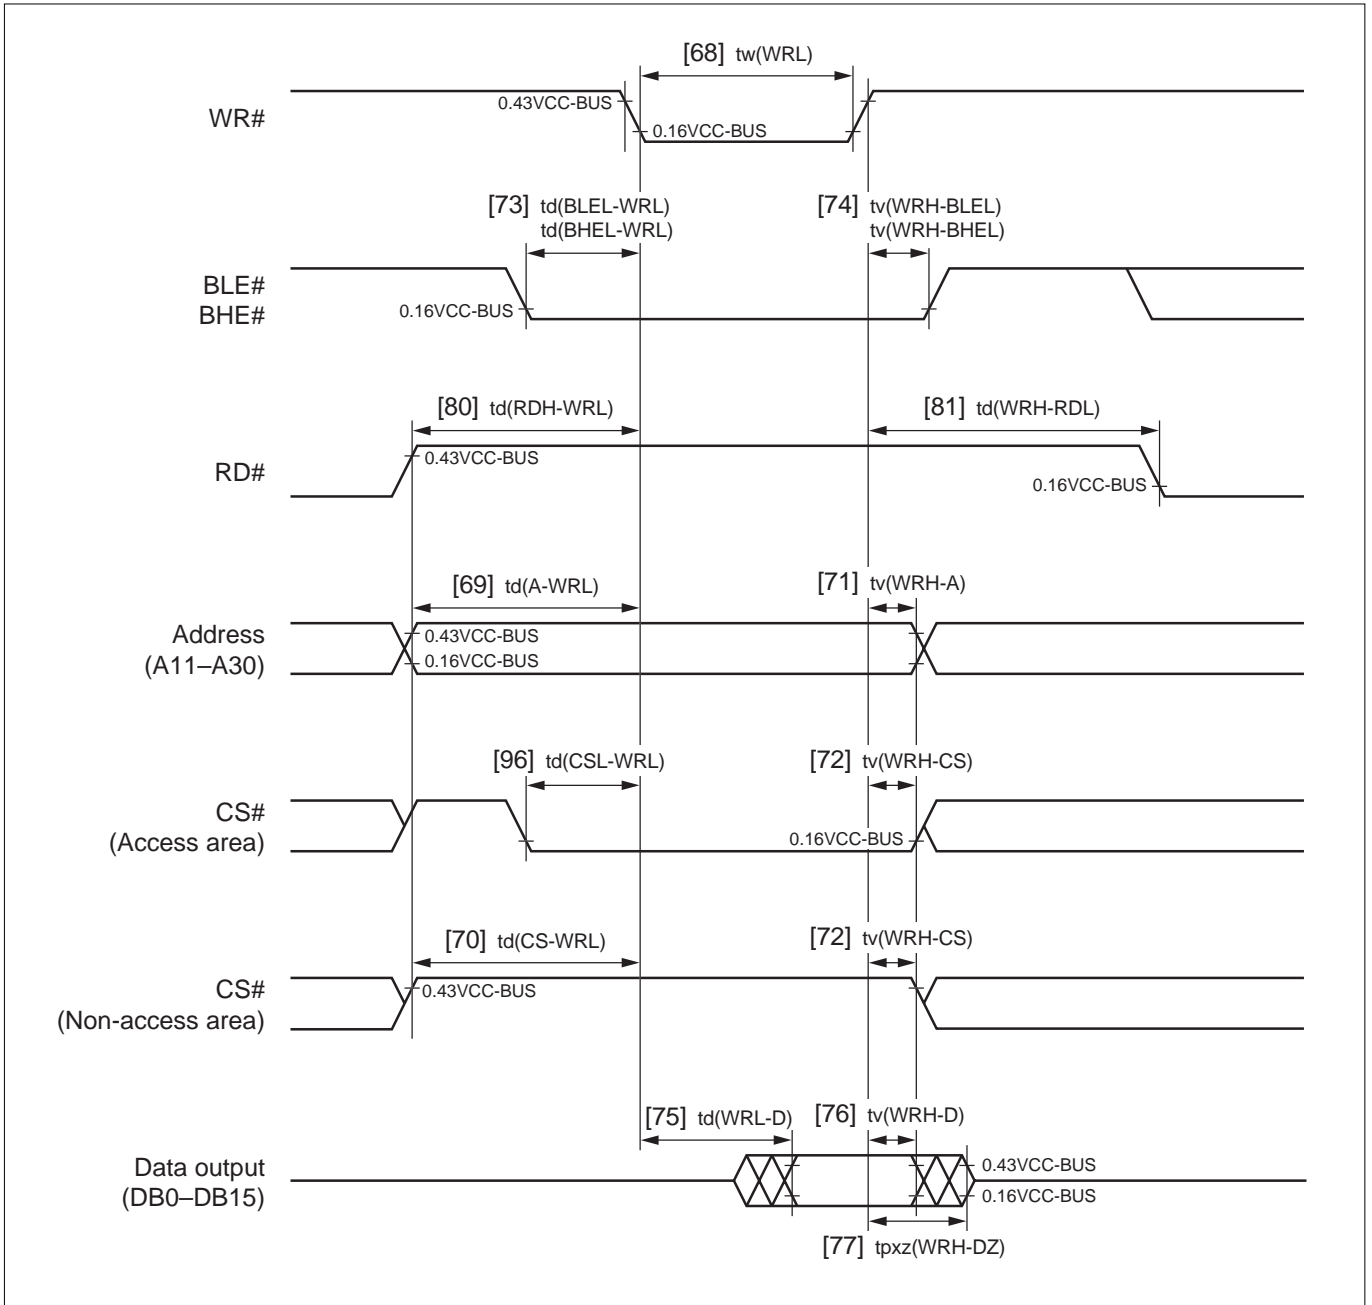 [68] tw(WRL)
WR#
0.43VCC-BUS
0.16VCC-BUS
[73] td(BLEL-WRL)
td(BHEL-WRL)
[74] tv(WRH-BLEL)
tv(WRH-BHEL)
BLE#
BHE#
0.16VCC-BUS
[80] td(RDH-WRL)
[81] td(WRH-RDL)
RD#
0.43VCC-BUS
0.16VCC-BUS
[69] td(A-WRL)
[71] tv(WRH-A)
Address
(A11–A30)
0.43VCC-BUS
0.16VCC-BUS
[96] td(CSL-WRL)
[72] tv(WRH-CS)
CS#
(Access area)
0.16VCC-BUS
[70] td(CS-WRL)
[72] tv(WRH-CS)
CS#
(Non-access area)
0.43VCC-BUS
[75] td(WRL-D)
[76] tv(WRH-D)
Data output
(DB0–DB15)
0.43VCC-BUS
0.16VCC-BUS
[77] tpxz(WRH-DZ)